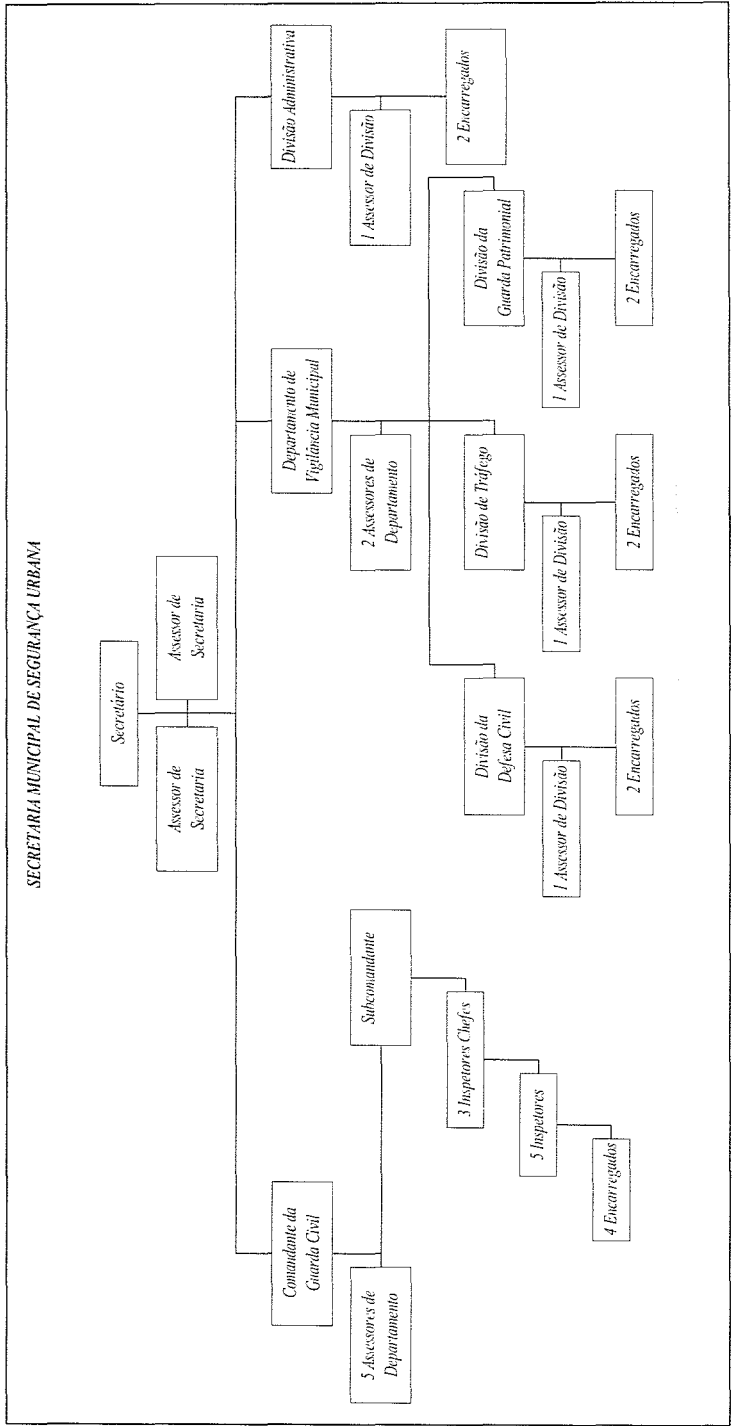 SECRETARIA MUNICIPAL DE SEGURANÇA URBANA
Secretário
Assessor de
Secretaria
Assessor de
Secretaria
Comandante da
Guarda Civil
Departamento de
Vigilância Municipal
Divisão Administrativa
5 Assessores de
Departamento
Subcomandante
2 Assessores de
Departamento
1 Assessor de Divisão
3 Inspetores Chefes
Divisão da
Defesa Civil
Divisão de Tráfego
Divisão da
Guarda Patrimonial
2 Encarregados
5 Inspetores
1 Assessor de Divisão
1 Assessor de Divisão
1 Assessor de Divisão
4 Encarregados
2 Encarregados
2 Encarregados
2 Encarregados